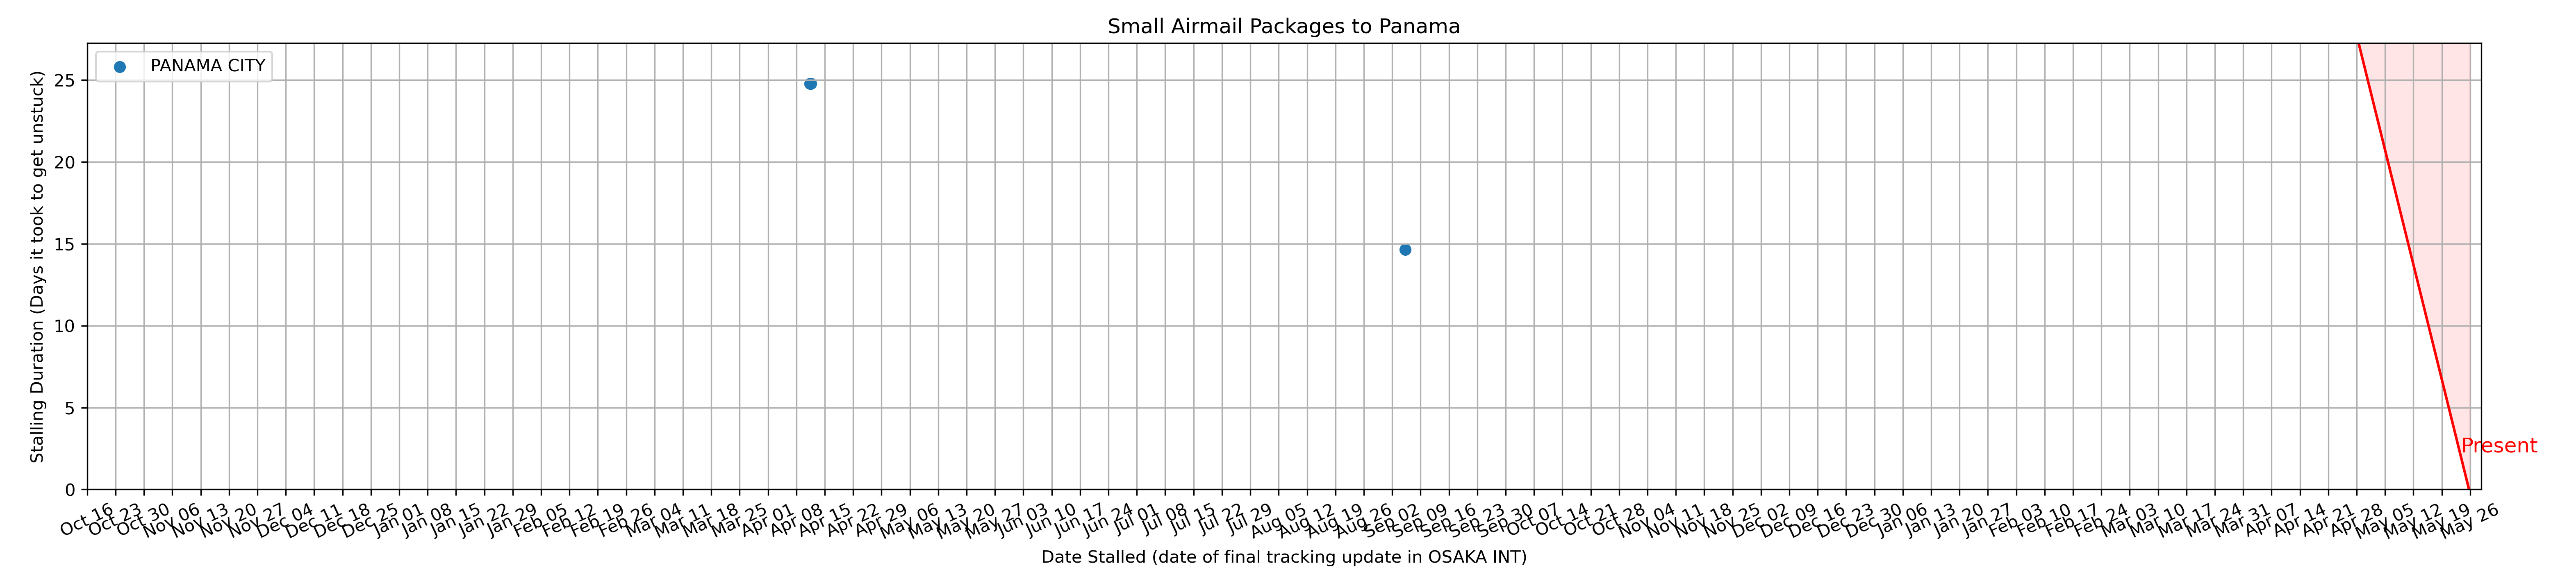 Small Airmail Packages to Panama
PANAMA CITY
Stalling Duration (Days it took to get unstuck)
25
20
15
10
5
0
Present
Oct 16
Oct 23
Oct 30
Nov 06
Nov 13
Nov 20
Nov 27
Dec 04
Dec 11
Dec 18
Dec 25
Jan 01
Jan 08
Jan 15
Jan 22
Jan 29
Feb 05
Feb 12
Feb 19
Feb 26
Mar 04
Mar 11
Mar 18
Mar 25
Apr 01
Apr 08
Apr 15
Apr 22
Apr 29
May 06
May 13
May 20
May 27
Jun 03
Jun 10
Jun 17
Jun 24
Jul 01
Jul 08
Jul 15
Jul 22
Jul 29
Aug 05
Aug 12
Aug 19
Aug 26
Sep 02
Sep 09
Sep 16
Sep 23
Sep 30
Oct 07
Oct 14
Oct 21
Oct 28
Nov 04
Nov 11
Nov 18
Nov 25
Dec 02
Dec 09
Dec 16
Dec 23
Dec 30
Jan 06
Jan 13
Jan 20
Jan 27
Feb 03
Feb 10
Feb 17
Feb 24
Mar 03
Mar 10
Mar 17
Mar 24
Mar 31
Apr 07
Apr 14
Apr 21
Apr 28
May 05
May 12
May 19
May 26
Date Stalled (date of final tracking update in OSAKA INT)